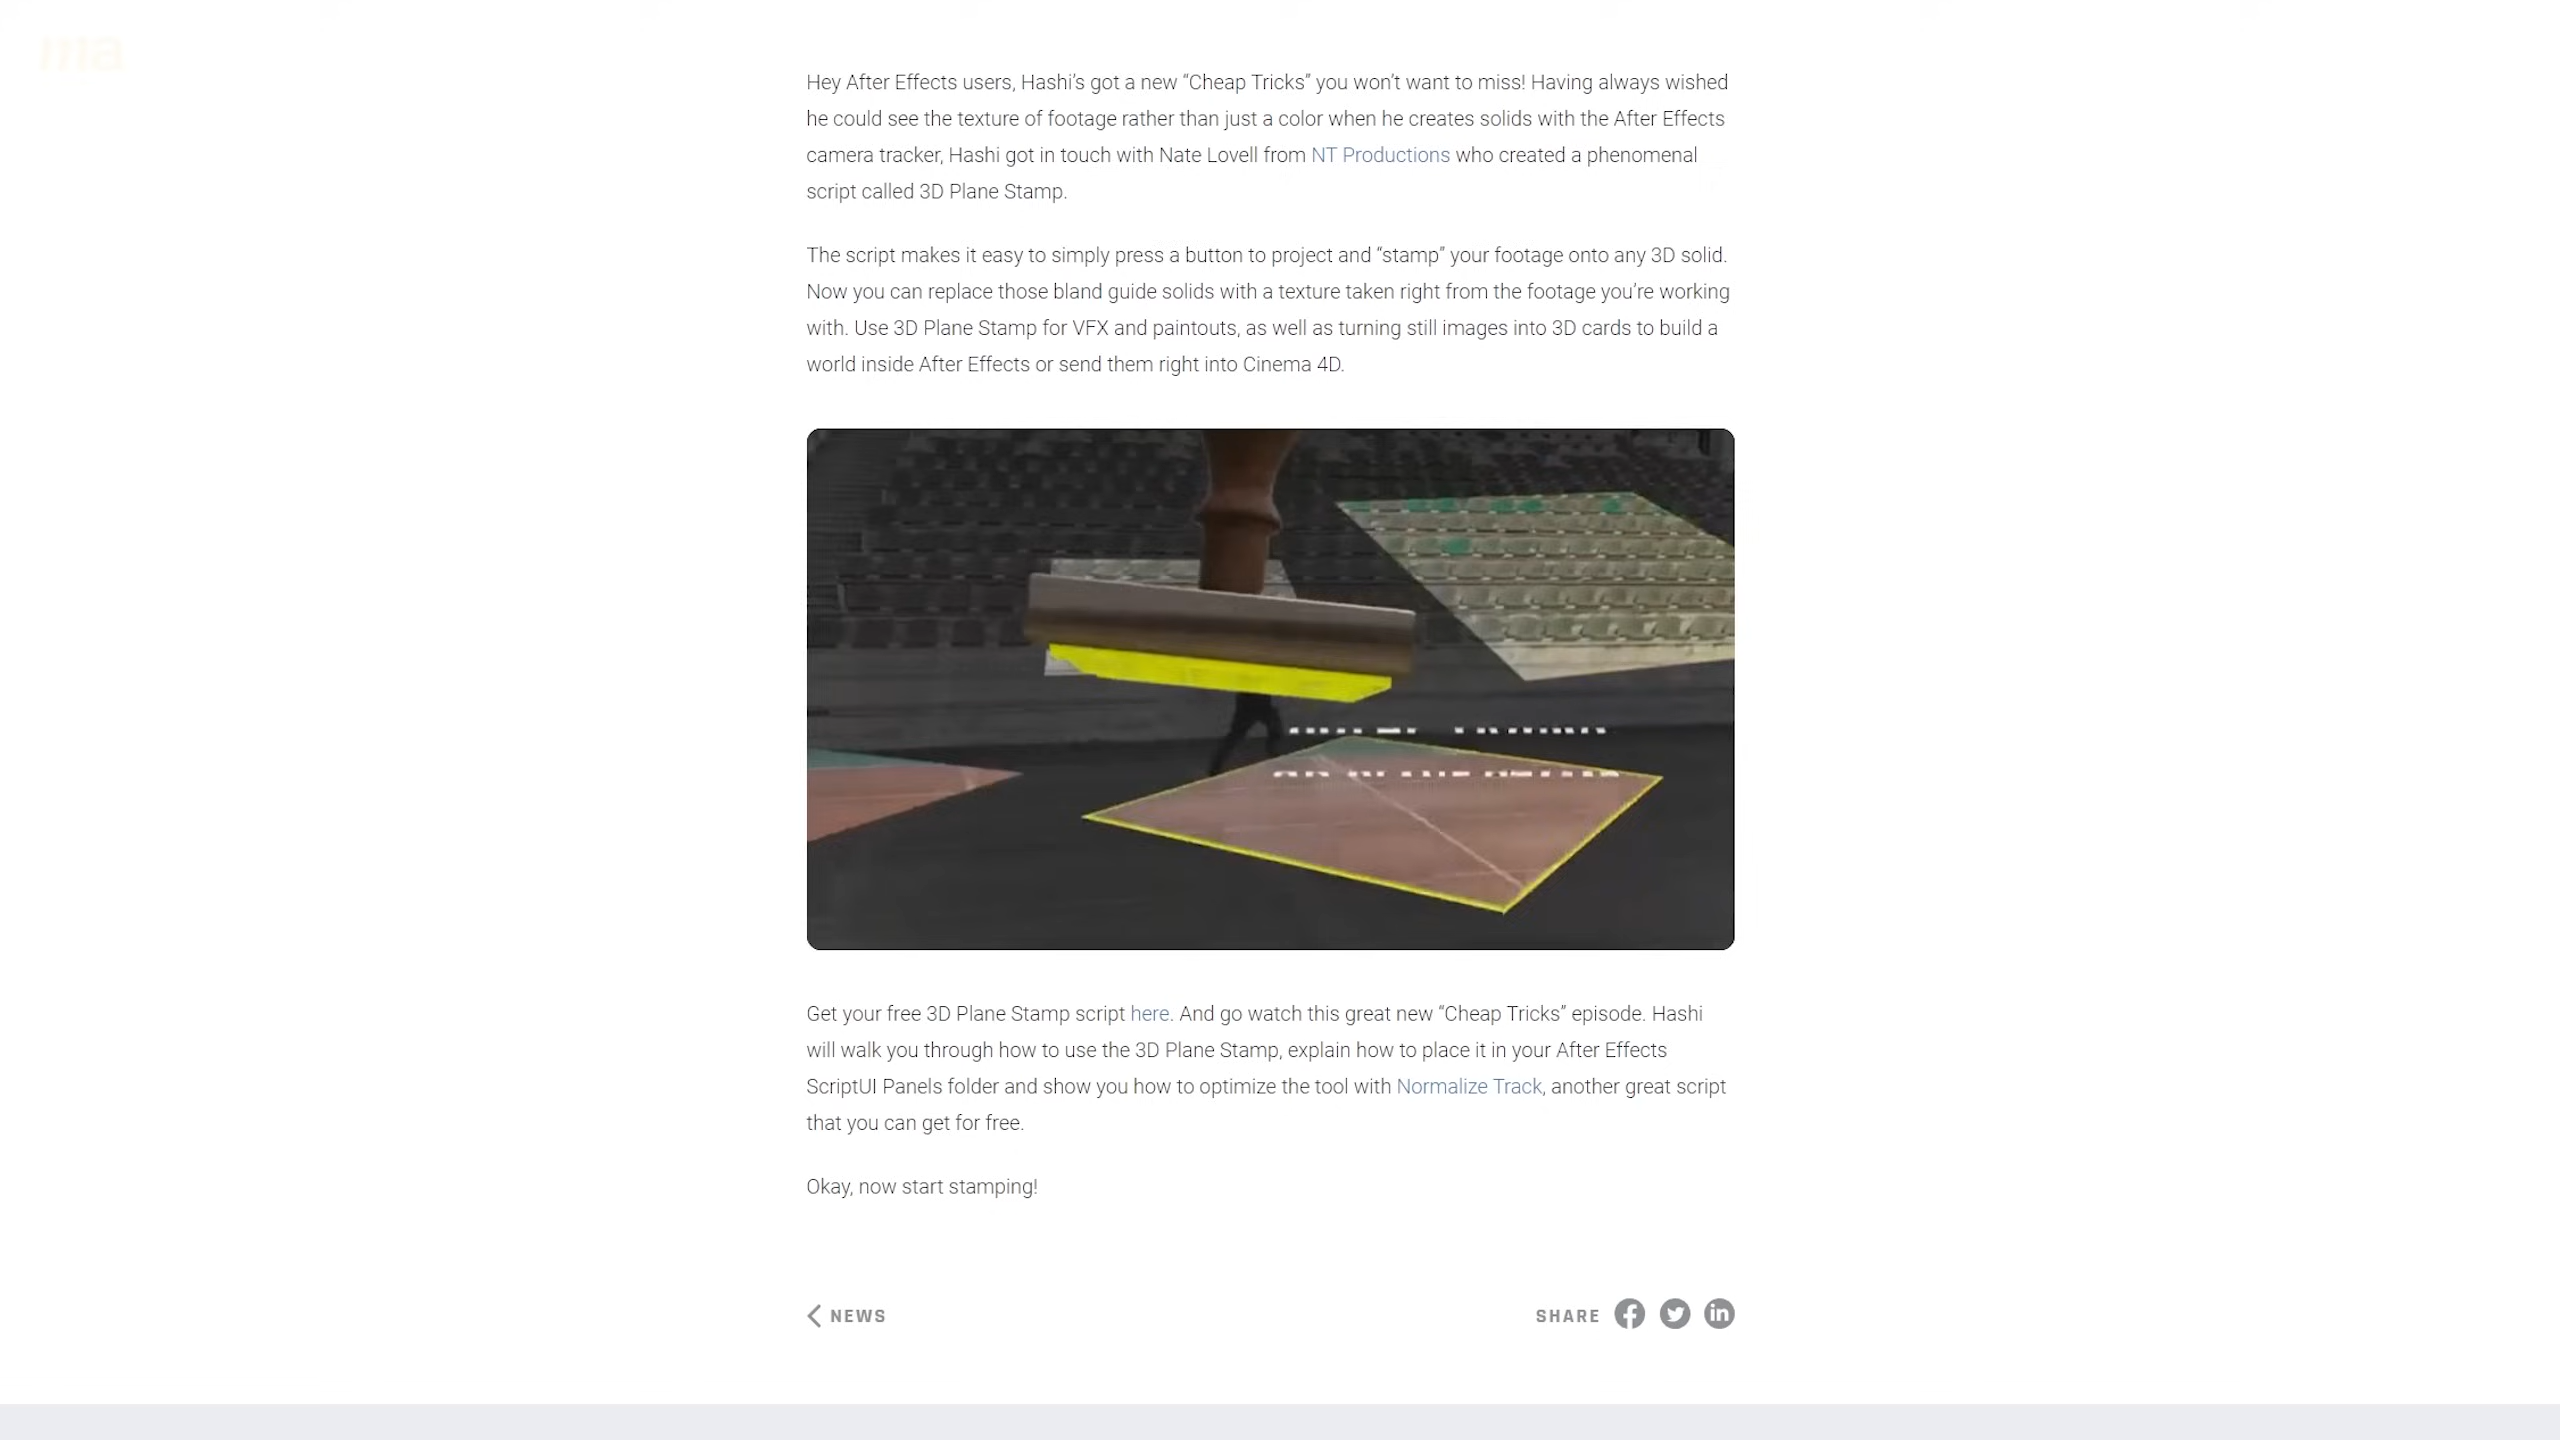 Hey After Effects users, Hashi’s got a new “Cheap Tricks” you won’t want to miss! Having always wished
he could see the texture of footage rather than just a color when he creates solids with the After Effects
camera tracker, Hashi got in touch with Nate Lovell from NT Productions who created a phenomenal
script called 3D Plane Stamp.
The script makes it easy to simply press a button to project and “stamp” your footage onto any 3D solid.
Now you can replace those bland guide solids with a texture taken right from the footage you’re working
with. Use 3D Plane Stamp for VFX and paintouts, as well as turning still images into 3D cards to build a
world inside After Effects or send them right into Cinema 4D.
Get your free 3D Plane Stamp script here. And go watch this great new “Cheap Tricks” episode. Hashi
will walk you through how to use the 3D Plane Stamp, explain how to place it in your After Effects
ScriptUI Panels folder and show you how to optimize the tool with Normalize Track, another great script
that you can get for free.
Okay, now start stamping!
NEWS
SHARE